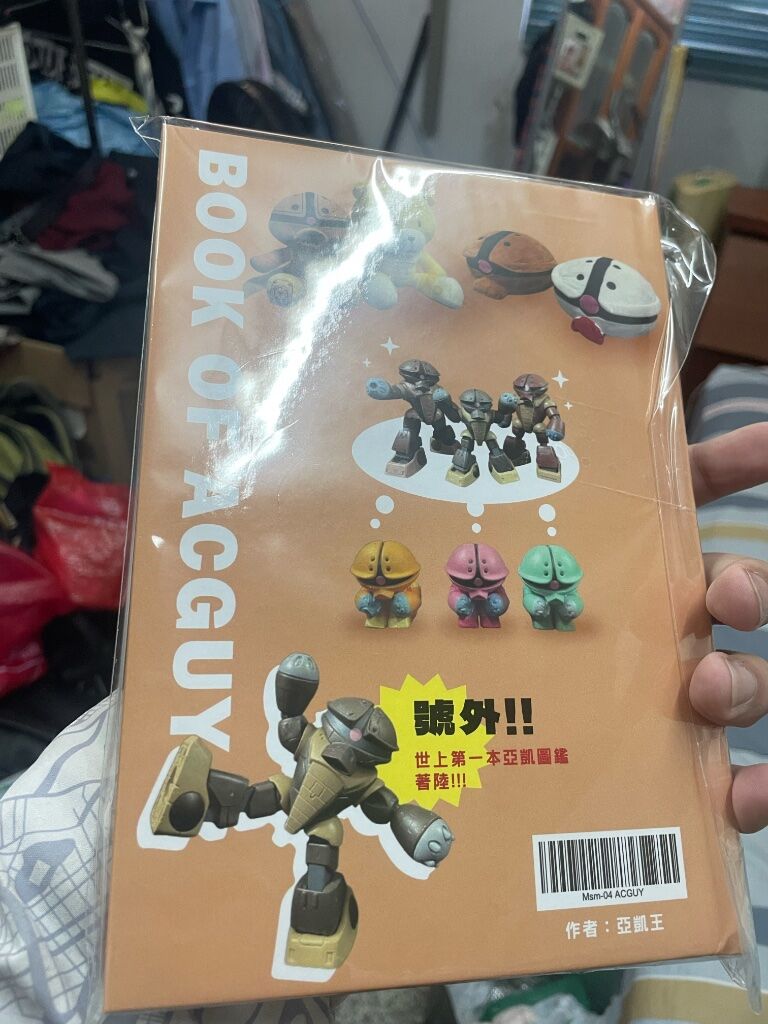 BOOK OF ACGUY
號外!!
世上第一本亞凱圖鑑
著陸!!!
Msm-04 ACGUY
作者：亞凱王